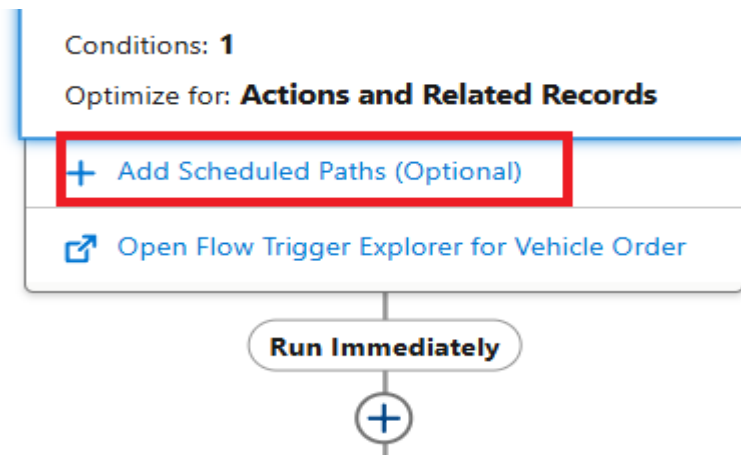 Conditions: 1
Optimize for: Actions and Related Records
Add Scheduled Paths (Optional)
Open Flow Trigger Explorer for Vehicle Order
Run Immediately